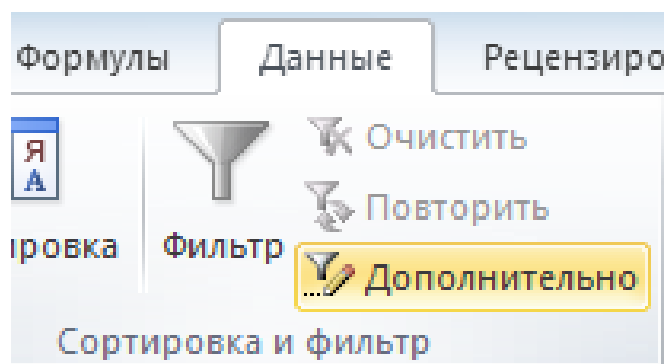 Формулы Данные Рецензиро
Я
А
Очистить
Повторить
ировка Фильтр
Дополнительно
Сортировка и фильтр